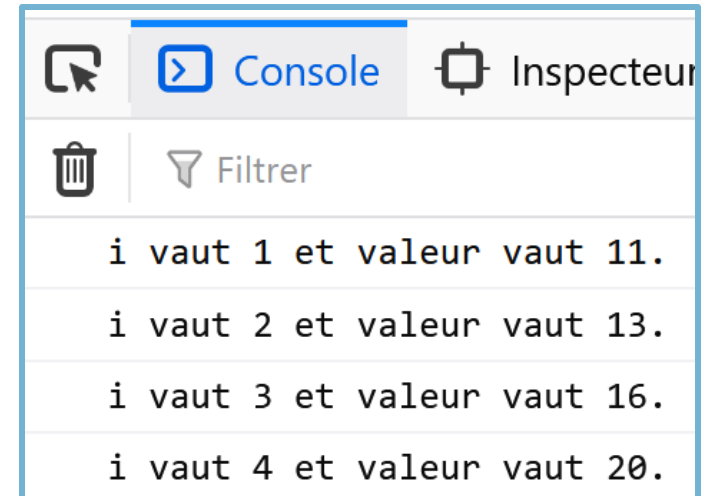 Console Inspecteur
Filtrer
i vaut 1 et valeur vaut 11.
i vaut 2 et valeur vaut 13.
i vaut 3 et valeur vaut 16.
i vaut 4 et valeur vaut 20.